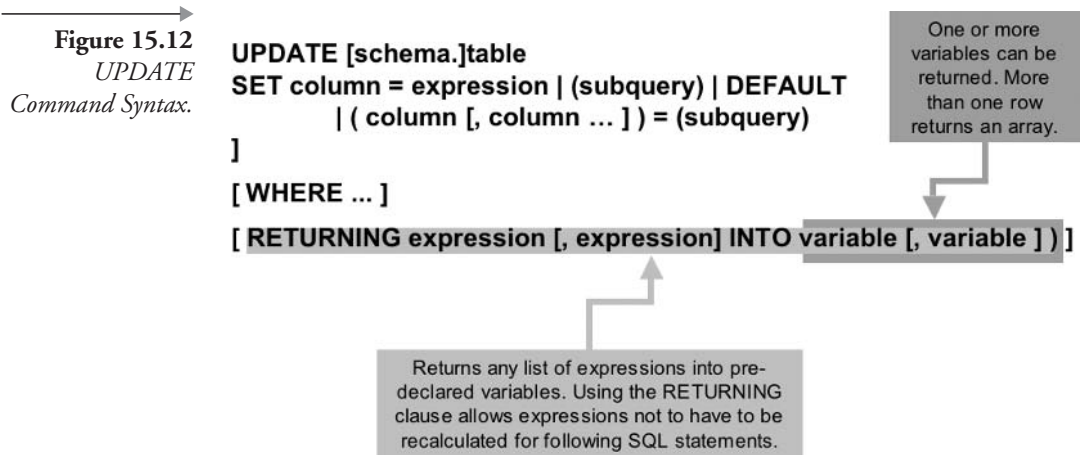 Figure 15.12
UPDATE
Command Syntax.
UPDATE [schema.]table
SET column = expression | (subquery) | DEFAULT
| ( column [, column … ] ) = (subquery)
]
[ WHERE ... ]
[ RETURNING expression [, expression] INTO variable [, variable ] ) ]
One or more
variables can be
returned. More
than one row
returns an array.
Returns any list of expressions into pre-
declared variables. Using the RETURNING
clause allows expressions not to have to be
recalculated for following SQL statements.